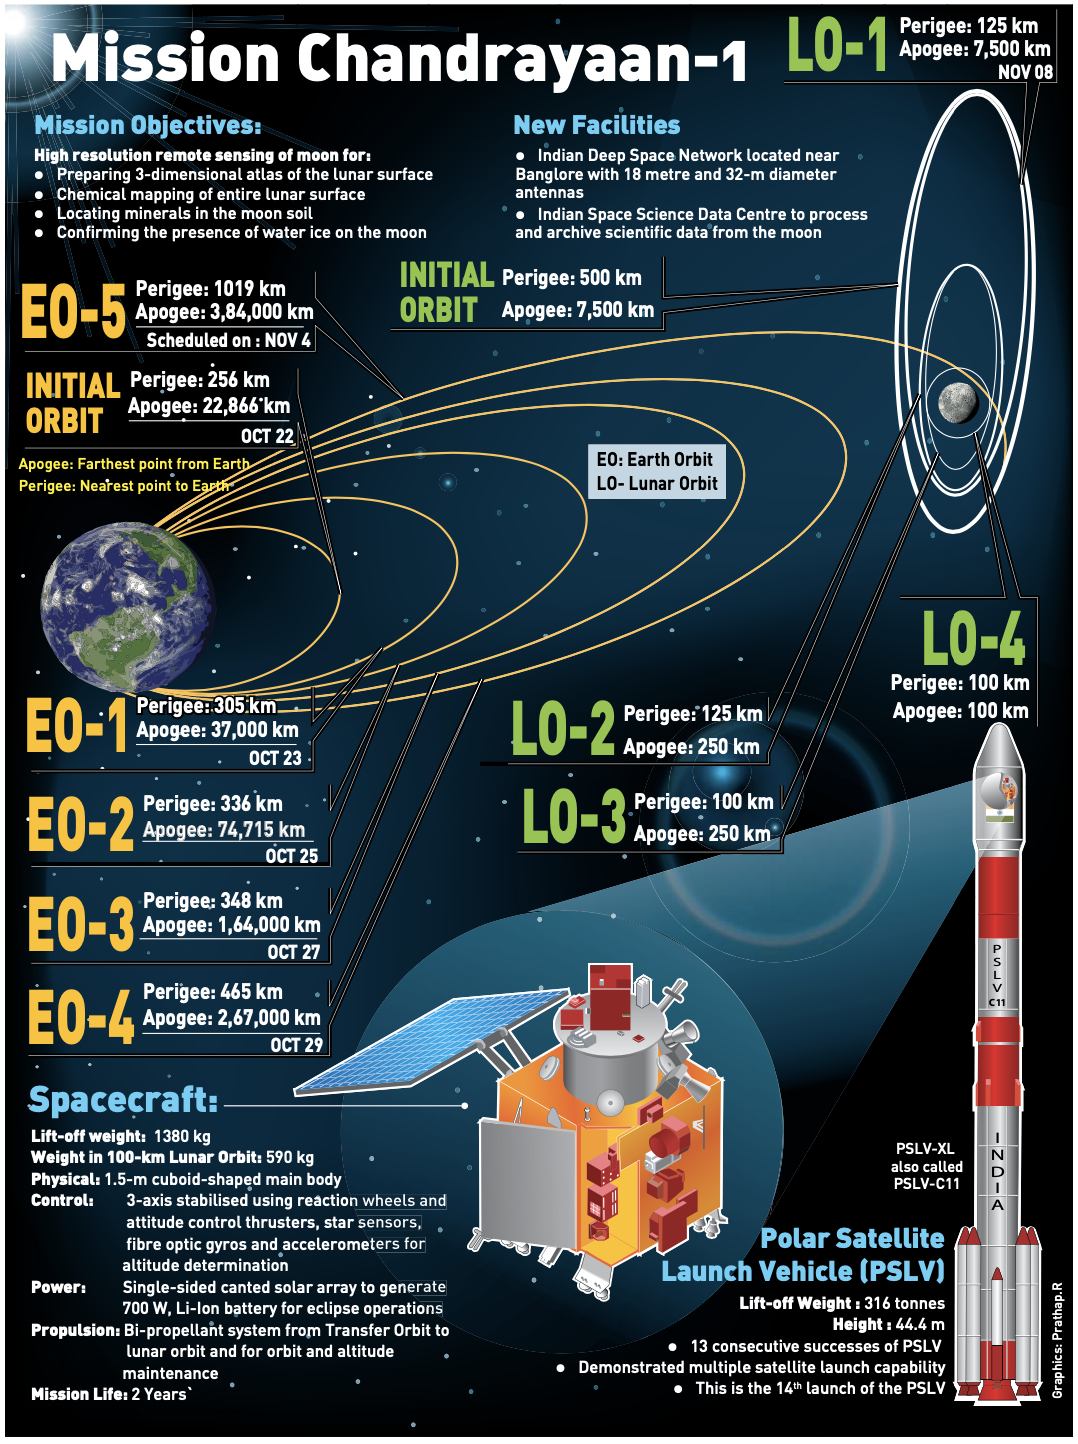 Mission Chandrayaan-1
LO-1
Perigee: 125 km
Apogee: 7,500 km
NOV 08
Mission Objectives:
High resolution remote sensing of moon for:
● Preparing 3-dimensional atlas of the lunar surface
● Chemical mapping of entire lunar surface
● Locating minerals in the moon soil
● Confirming the presence of water ice on the moon
New Facilities
● Indian Deep Space Network located near
Banglore with 18 metre and 32-m diameter
antennas
● Indian Space Science Data Centre to process
and archive scientific data from the moon
EO-5
Perigee: 1019 km
Apogee: 3,84,000 km
Scheduled on : NOV 4
INITIAL
ORBIT
Perigee: 500 km
Apogee: 7,500 km
INITIAL
ORBIT
Perigee: 256 km
Apogee: 22,866 km
OCT 22
Apogee: Farthest point from Earth
Perigee: Nearest point to Earth
EO: Earth Orbit
LO- Lunar Orbit
LO-4
Perigee: 100 km
Apogee: 100 km
EO-1
Perigee: 305 km
Apogee: 37,000 km
OCT 23
LO-2
Perigee: 125 km
Apogee: 250 km
EO-2
Perigee: 336 km
Apogee: 74,715 km
OCT 25
LO-3
Perigee: 100 km
Apogee: 250 km
EO-3
Perigee: 348 km
Apogee: 1,64,000 km
OCT 27
EO-4
Perigee: 465 km
Apogee: 2,67,000 km
OCT 29
P
S
L
V
C11
I
N
D
I
A
Spacecraft:
Lift-off weight: 1380 kg
Weight in 100-km Lunar Orbit: 590 kg
Physical: 1.5-m cuboid-shaped main body
Control: 3-axis stabilised using reaction wheels and
attitude control thrusters, star sensors,
fibre optic gyros and accelerometers for
altitude determination
Power: Single-sided canted solar array to generate
700 W, Li-Ion battery for eclipse operations
Propulsion: Bi-propellant system from Transfer Orbit to
lunar orbit and for orbit and altitude
maintenance
Mission Life: 2 Years`
PSLV-XL
also called
PSLV-C11
Polar Satellite
Launch Vehicle (PSLV)
Lift-off Weight : 316 tonnes
Height : 44.4 m
● 13 consecutive successes of PSLV
● Demonstrated multiple satellite launch capability
● This is the 14th launch of the PSLV
Graphics: Prathap.R